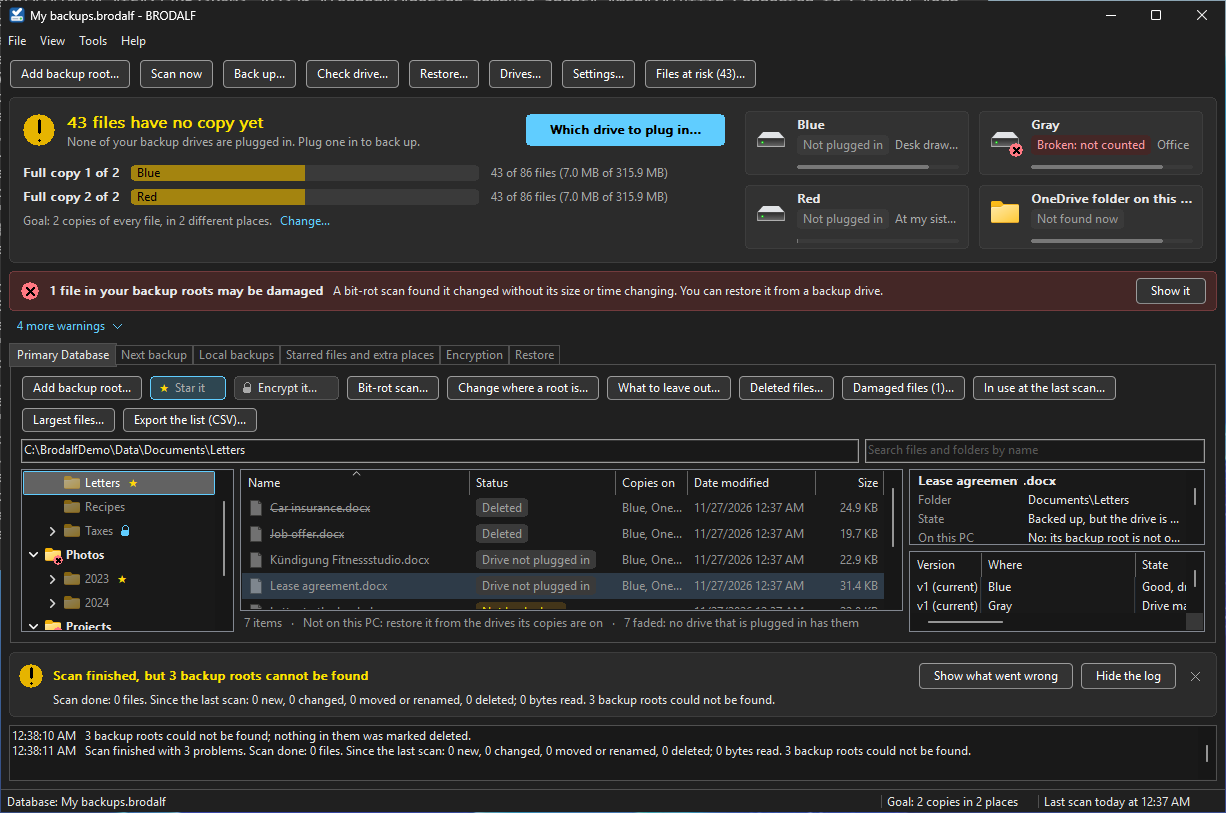 My backups.brodalf - BRODALF
File View Tools Help
Add backup root... Scan now Back up... Check drive... Restore... Drives... Settings... Files at risk (43)...
43 files have no copy yet
None of your backup drives are plugged in. Plug one in to back up.
Which drive to plug in...
Full copy 1 of 2 Blue 43 of 86 files (7.0 MB of 315.9 MB)
Full copy 2 of 2 Red 43 of 86 files (7.0 MB of 315.9 MB)
Goal: 2 copies of every file, in 2 different places. Change...
Blue
Not plugged in Desk draw...
Gray
Broken: not counted Office
Red
Not plugged in At my sist...
OneDrive folder on this ...
Not found now
1 file in your backup roots may be damaged A bit-rot scan found it changed without its size or time changing. You can restore it from a backup drive. Show it
4 more warnings
Primary Database Next backup Local backups Starred files and extra places Encryption Restore
Add backup root... Star it Encrypt it... Bit-rot scan... Change where a root is... What to leave out... Deleted files... Damaged files (1)... In use at the last scan...
Largest files... Export the list (CSV)...
C:\BrodalfDemo\Data\Documents\Letters Search files and folders by name
Letters
Recipes
Taxes
Photos
2023
2024
Projects
Name Status Copies on Date modified Size
Car insurance.docx Deleted Blue, One... 11/27/2026 12:37 AM 24.9 KB
Job offer.docx Deleted Blue, One... 11/27/2026 12:37 AM 19.7 KB
Kündigung Fitnessstudio.docx Drive not plugged in Blue, One... 11/27/2026 12:37 AM 22.9 KB
Lease agreement.docx Drive not plugged in Blue, One... 11/27/2026 12:37 AM 31.4 KB
7 items · Not on this PC: restore it from the drives its copies are on · 7 faded: no drive that is plugged in has them
Lease agreement .docx
Folder Documents\Letters
State Backed up, but the drive is ...
On this PC No: its backup root is not o...
Version Where State
v1 (current) Blue Good, d
v1 (current) Gray Drive ma
Scan finished, but 3 backup roots cannot be found
Scan done: 0 files. Since the last scan: 0 new, 0 changed, 0 moved or renamed, 0 deleted; 0 bytes read. 3 backup roots could not be found.
Show what went wrong Hide the log
12:38:10 AM 3 backup roots could not be found; nothing in them was marked deleted.
12:38:11 AM Scan finished with 3 problems. Scan done: 0 files. Since the last scan: 0 new, 0 changed, 0 moved or renamed, 0 deleted; 0 bytes read. 3 backup roots could not be found.
Database: My backups.brodalf Goal: 2 copies in 2 places Last scan today at 12:37 AM